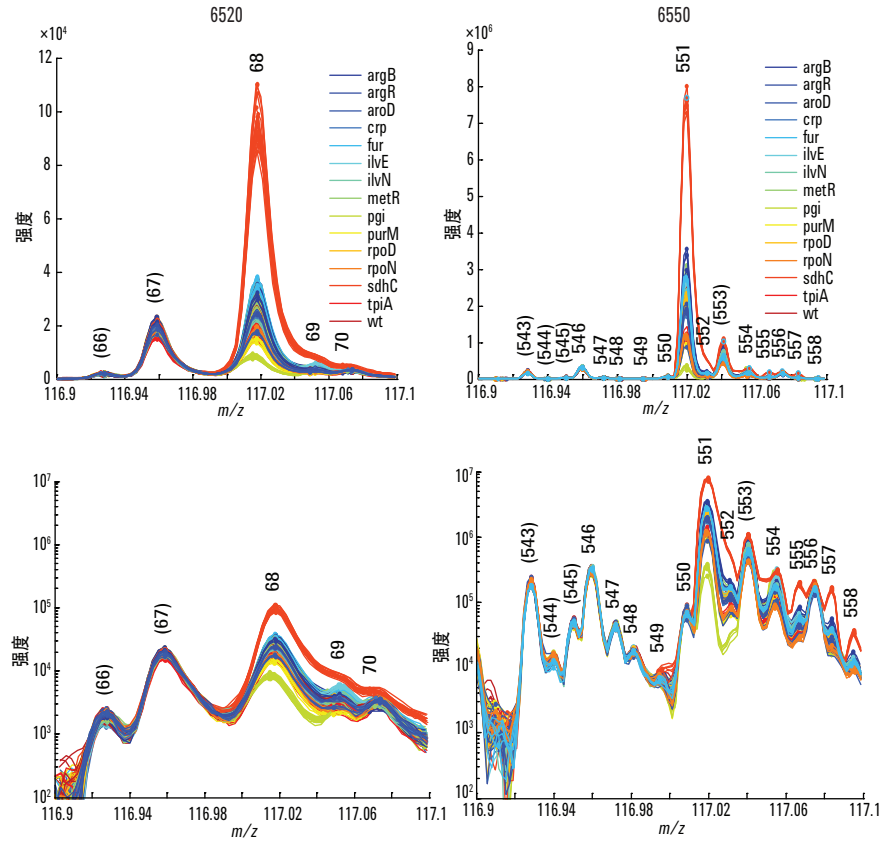 6520
×10⁴
12
10
8
6
4
2
0
强度
116.9
116.94
116.98
117.02
117.06
117.1
m/z
(66)
(67)
68
69
70
argB
argR
aroD
crp
fur
ilvE
ilvN
metR
pgi
purM
rpoD
rpoN
sdhC
tpiA
wt
6550
×10⁶
9
8
7
6
5
4
3
2
1
0
强度
116.9
116.94
116.98
117.02
117.06
117.1
m/z
(543)
(544)
(545)
546
547
548
549
550
551
552
(553)
554
555
556
557
558
argB
argR
aroD
crp
fur
ilvE
ilvN
metR
pgi
purM
rpoD
rpoN
sdhC
tpiA
wt
10⁷
10⁶
10⁵
10⁴
10³
10²
强度
116.9
116.94
116.98
117.02
117.06
117.1
m/z
(66)
(67)
68
69
70
10⁷
10⁶
10⁵
10⁴
10³
10²
强度
116.9
116.94
116.98
117.02
117.06
117.1
m/z
(543)
(544)
(545)
546
547
548
549
550
551
552
(553)
554
555
556
557
558